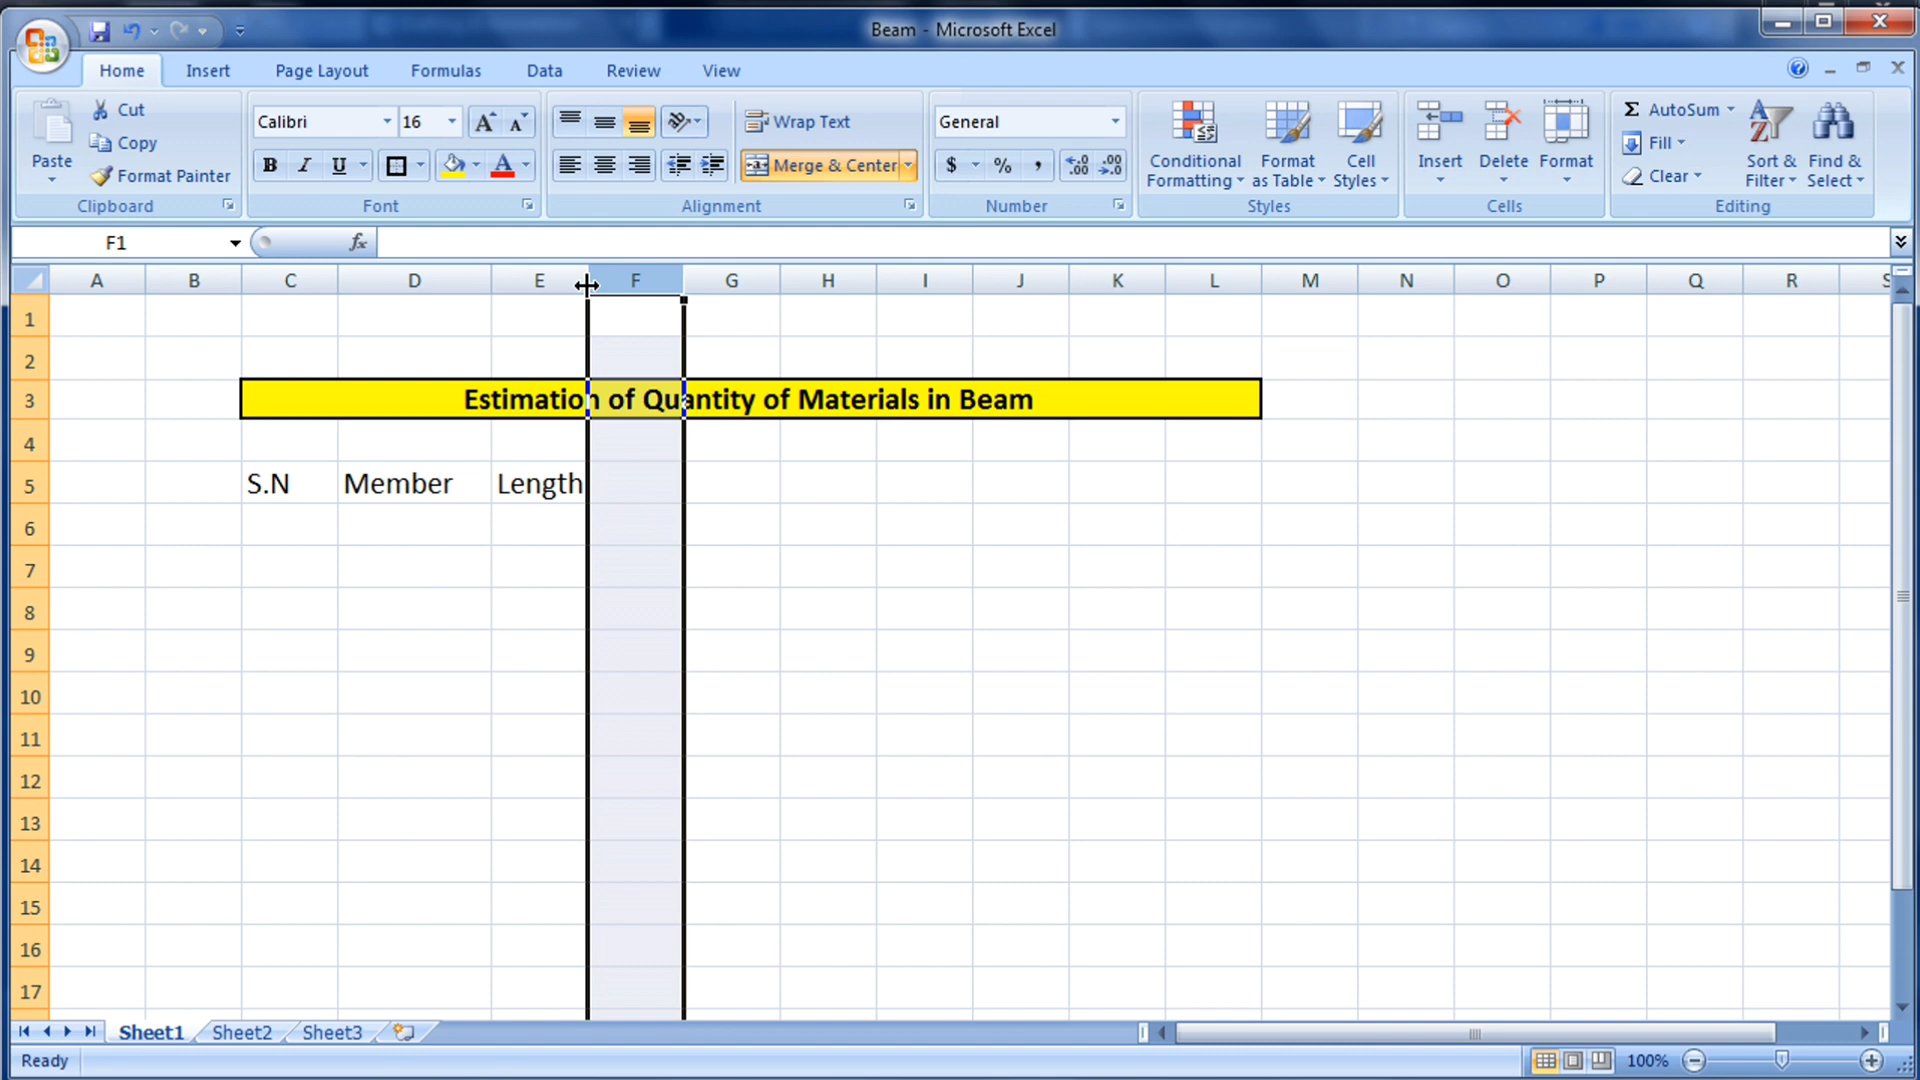 Beam - Microsoft Excel
Home Insert Page Layout Formulas Data Review View
Paste
Cut
Copy
Format Painter
Clipboard
Calibri 16
A A
B I U A
Font
Wrap Text
Merge & Center
Alignment
General
$ % ,
.0 .00
.00 .0
Number
Conditional Formatting
Format as Table
Cell Styles
Styles
Insert
Delete
Format
Cells
Σ AutoSum
Fill
Clear
Sort & Filter
Find & Select
Editing
F1 fx
A B C D E F G H I J K L M N O P Q R S
1
2
3 Estimation of Quantity of Materials in Beam
4
5 S.N Member Length
6
7
8
9
10
11
12
13
14
15
16
17
Sheet1 Sheet2 Sheet3
Ready 100%